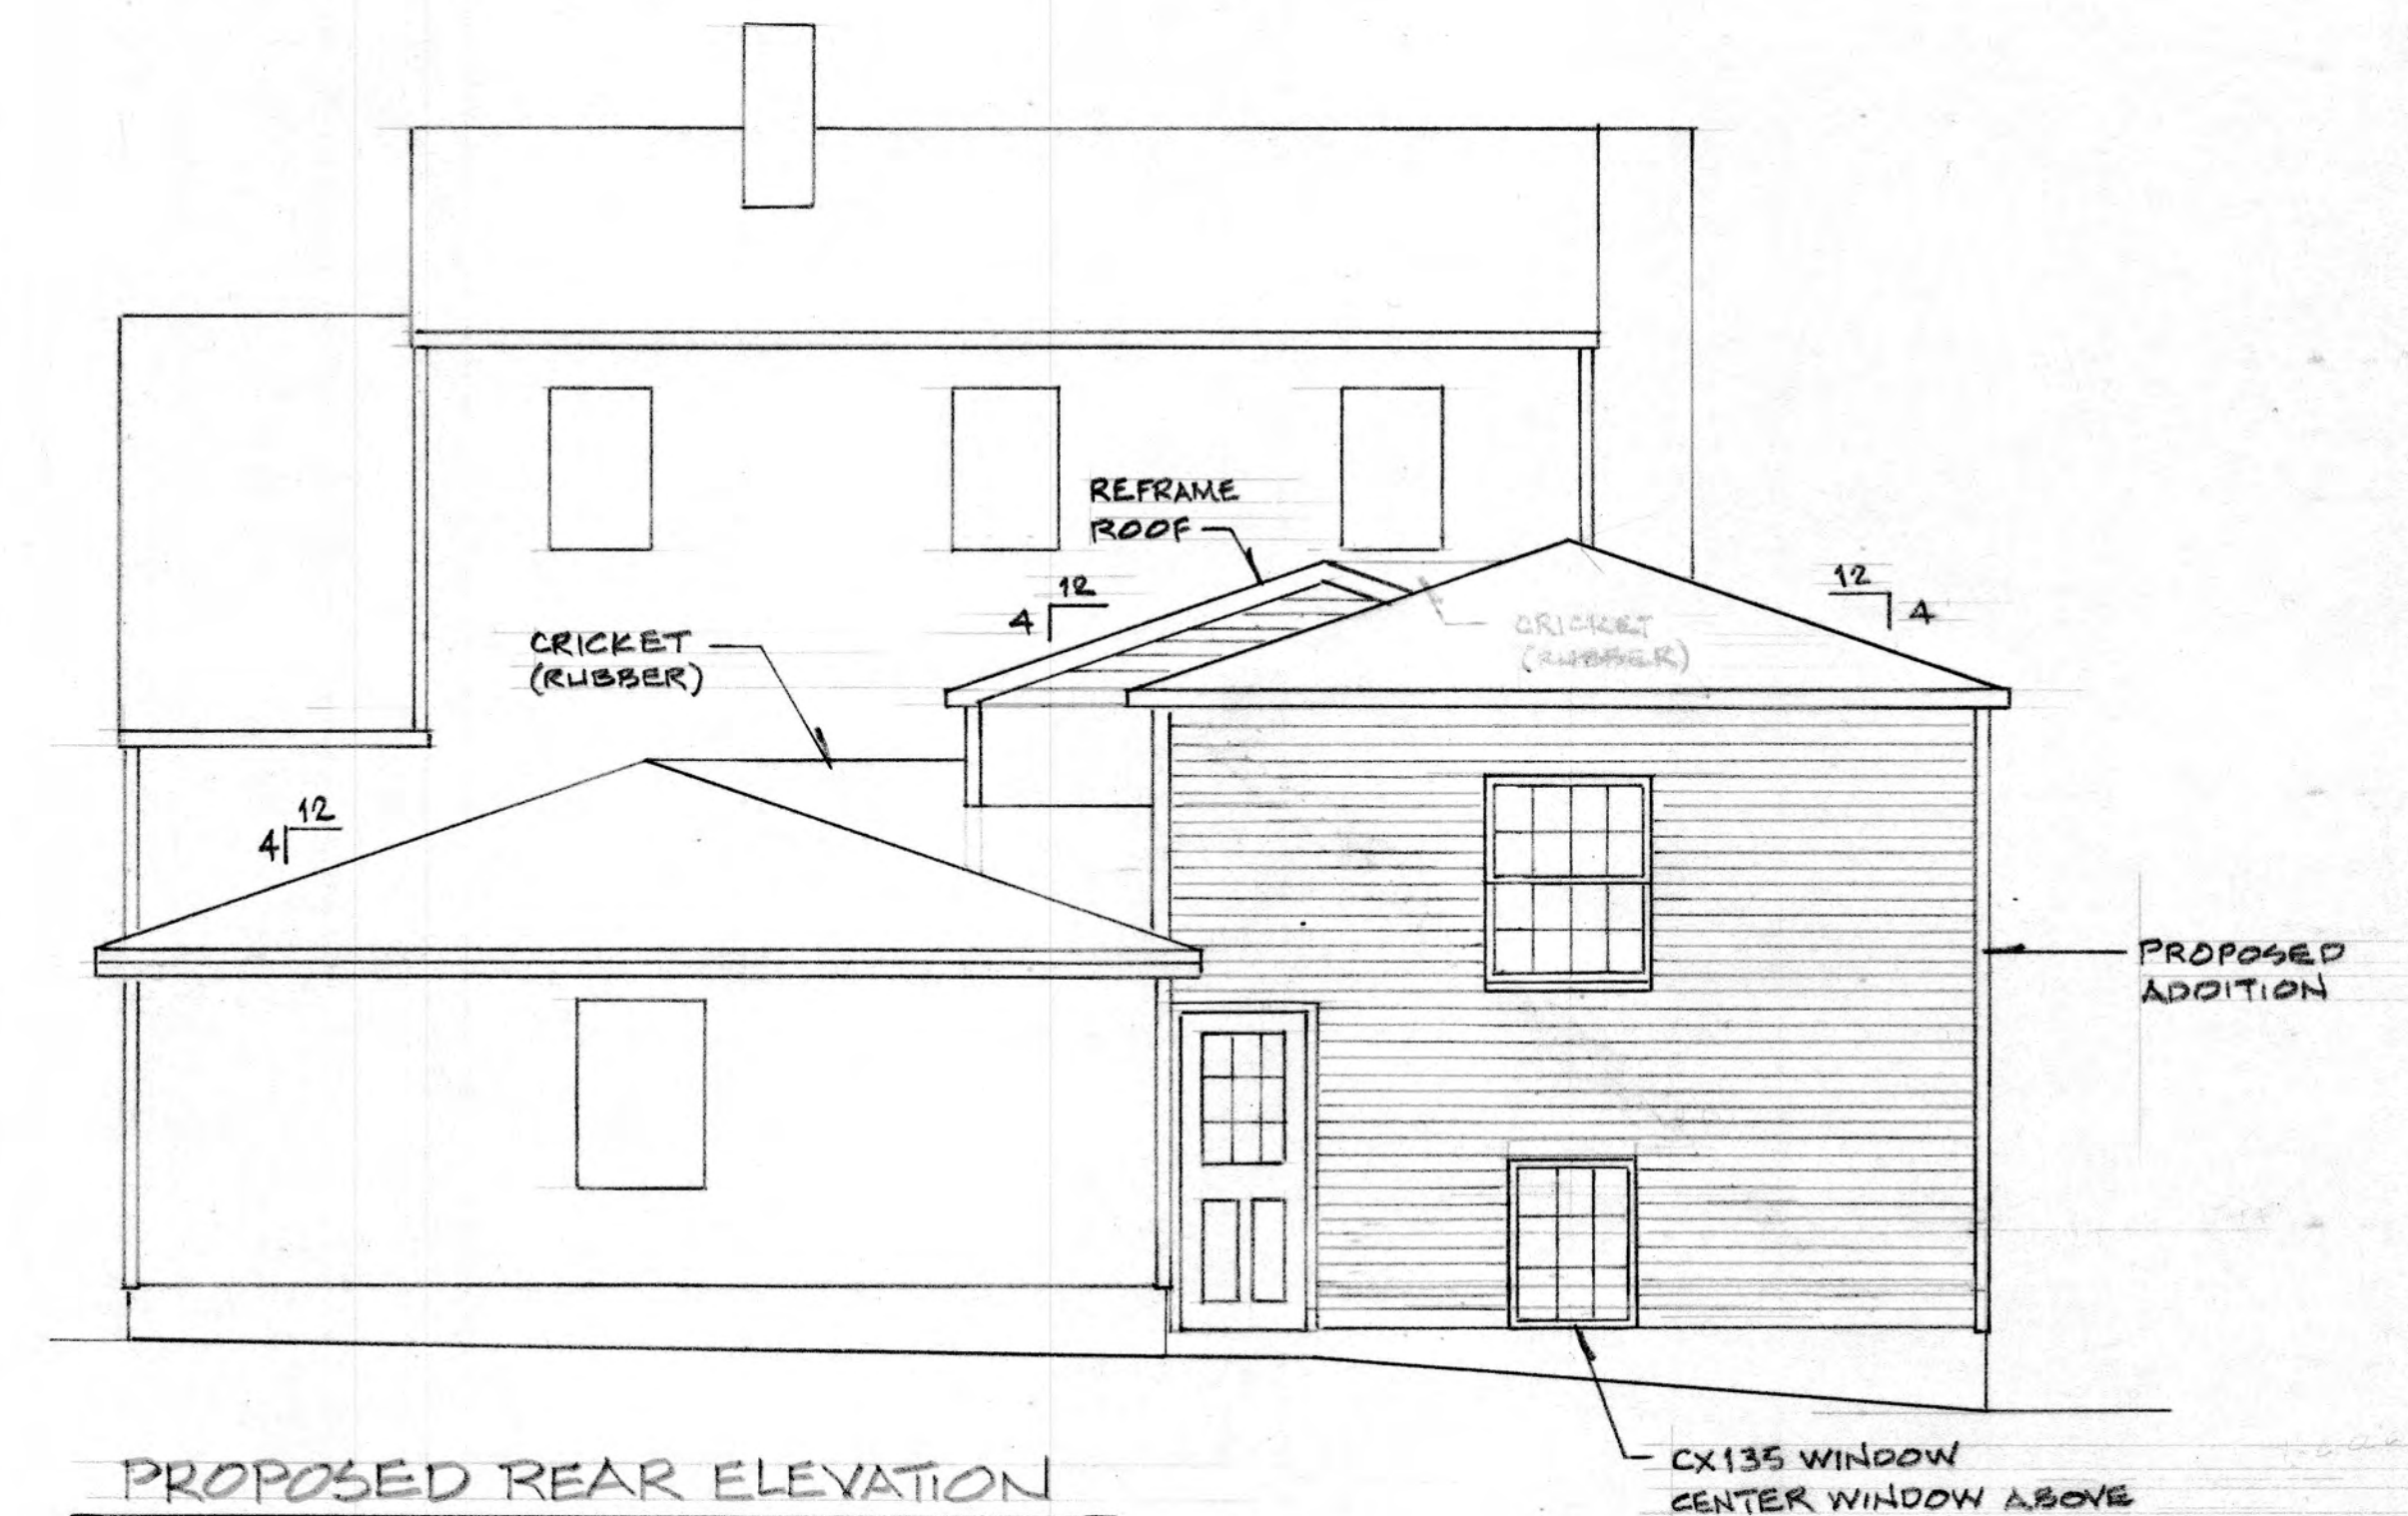 REFRAME
ROOF
12
4
12
4
CRICKET
(RUBBER)
CRICKET
(RUBBER)
12
4
PROPOSED
ADDITION
CX135 WINDOW
CENTER WINDOW ABOVE
PROPOSED REAR ELEVATION